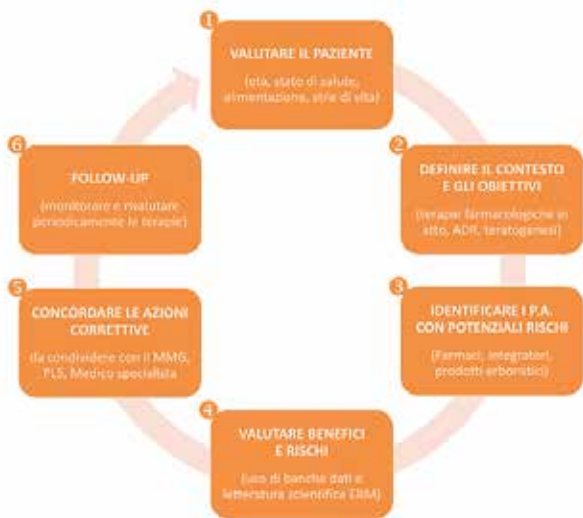 1
VALUTARE IL PAZIENTE
(età, stato di salute,
alimentazione, stile di vita)
2
DEFINIRE IL CONTESTO
E GLI OBIETTIVI
(terapie farmacologiche in
atto, ADR, teratogenesi)
3
IDENTIFICARE I P.A.
CON POTENZIALI RISCHI
(Farmaci, integratori,
prodotti erboristici)
4
VALUTARE BENEFICI
E RISCHI
(uso di banche dati e
letteratura scientifica EBM)
5
CONCORDARE LE AZIONI
CORRETTIVE
da condividere con il MMG,
PLS, Medico specialista
6
FOLLOW-UP
(monitorare e rivalutare
periodicamente le terapie)